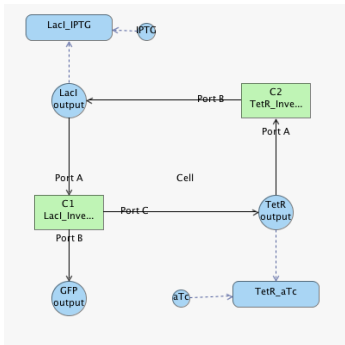 LacI_IPTG
IPTG
LacI
output
C2
TetR_Inve...
Port B
Port A
Port A
Cell
C1
LacI_Inve...
Port C
TetR
output
Port B
GFP
output
aTc
TetR_aTc